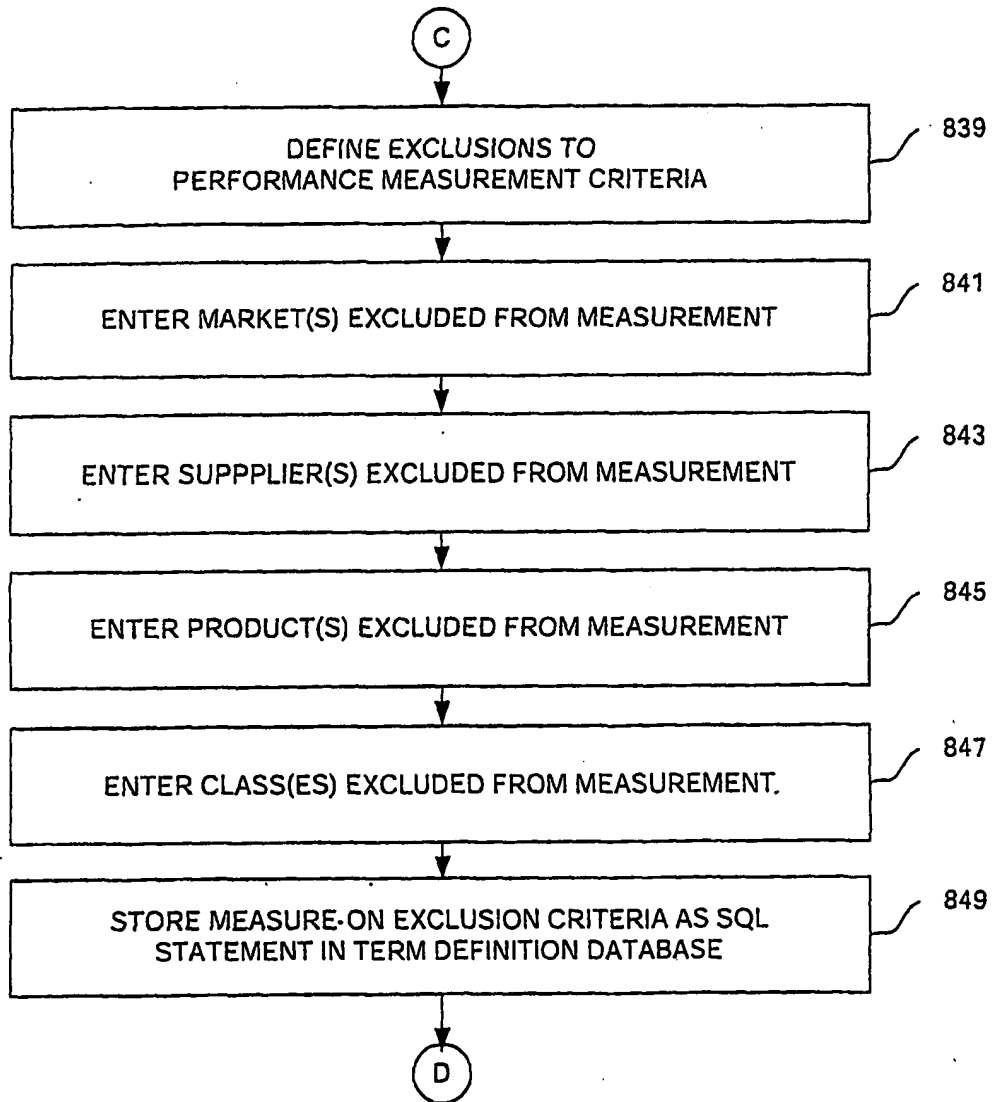 C
DEFINE EXCLUSIONS TO
PERFORMANCE MEASUREMENT CRITERIA
839
ENTER MARKET(S) EXCLUDED FROM MEASUREMENT
841
ENTER SUPPPLIER(S) EXCLUDED FROM MEASUREMENT
843
ENTER PRODUCT(S) EXCLUDED FROM MEASUREMENT
845
ENTER CLASS(ES) EXCLUDED FROM MEASUREMENT.
847
STORE MEASURE-ON EXCLUSION CRITERIA AS SQL
STATEMENT IN TERM DEFINITION DATABASE
849
D